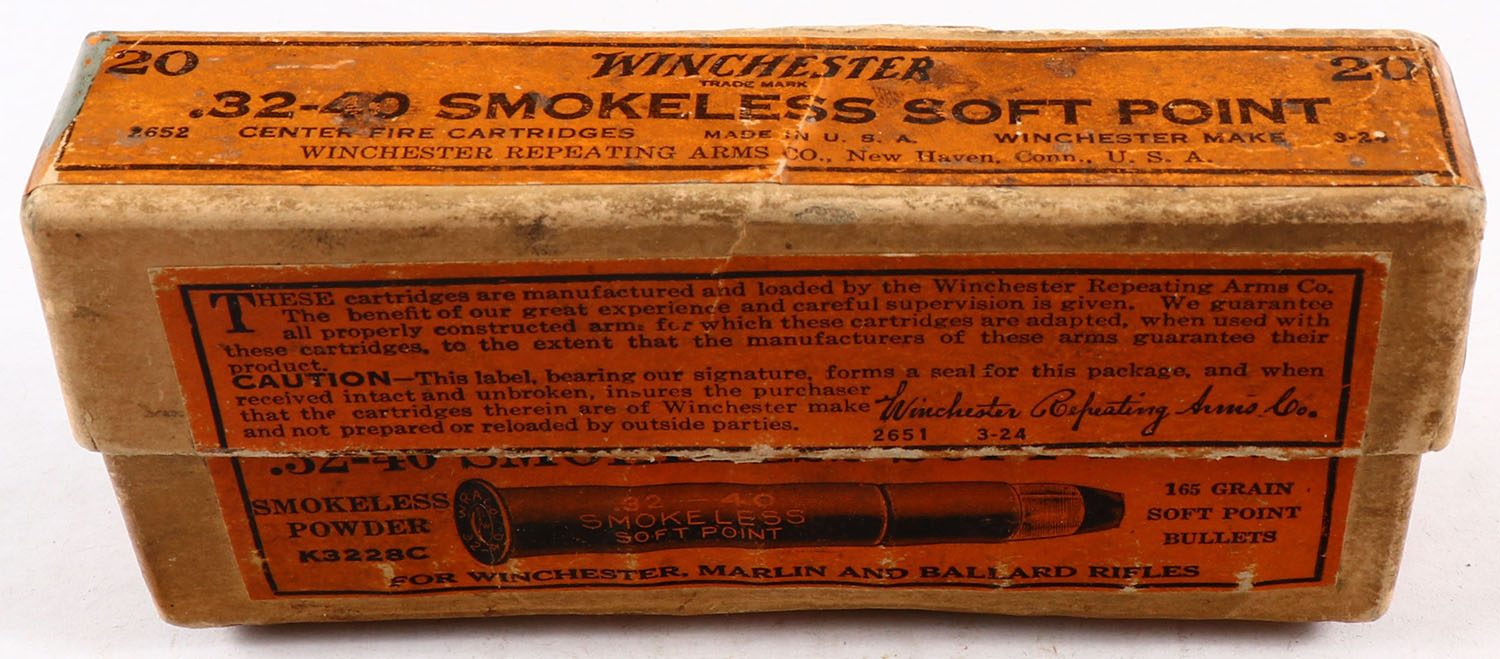 20 WINCHESTER 20
TRADE MARK
.32-40 SMOKELESS SOFT POINT
2652 CENTER FIRE CARTRIDGES MADE IN U. S. A. WINCHESTER MAKE 3-24
WINCHESTER REPEATING ARMS CO., New Haven, Conn., U. S. A.
THESE cartridges are manufactured and loaded by the Winchester Repeating Arms Co.
The benefit of our great experience and careful supervision is given. We guarantee
all properly constructed arms for which these cartridges are adapted, when used with
these cartridges, to the extent that the manufacturers of these arms guarantee their
product.
CAUTION—This label, bearing our signature, forms a seal for this package, and when
received intact and unbroken, insures the purchaser
that the cartridges therein are of Winchester make
and not prepared or reloaded by outside parties.
Winchester Repeating Arms Co.
2651 3-24
.32-40 SMOKELESS SOFT
SMOKELESS
POWDER
K3228C
W.R.A.Co.
.32-40
SMOKELESS
SOFT POINT
165 GRAIN
SOFT POINT
BULLETS
FOR WINCHESTER, MARLIN AND BALLARD RIFLES